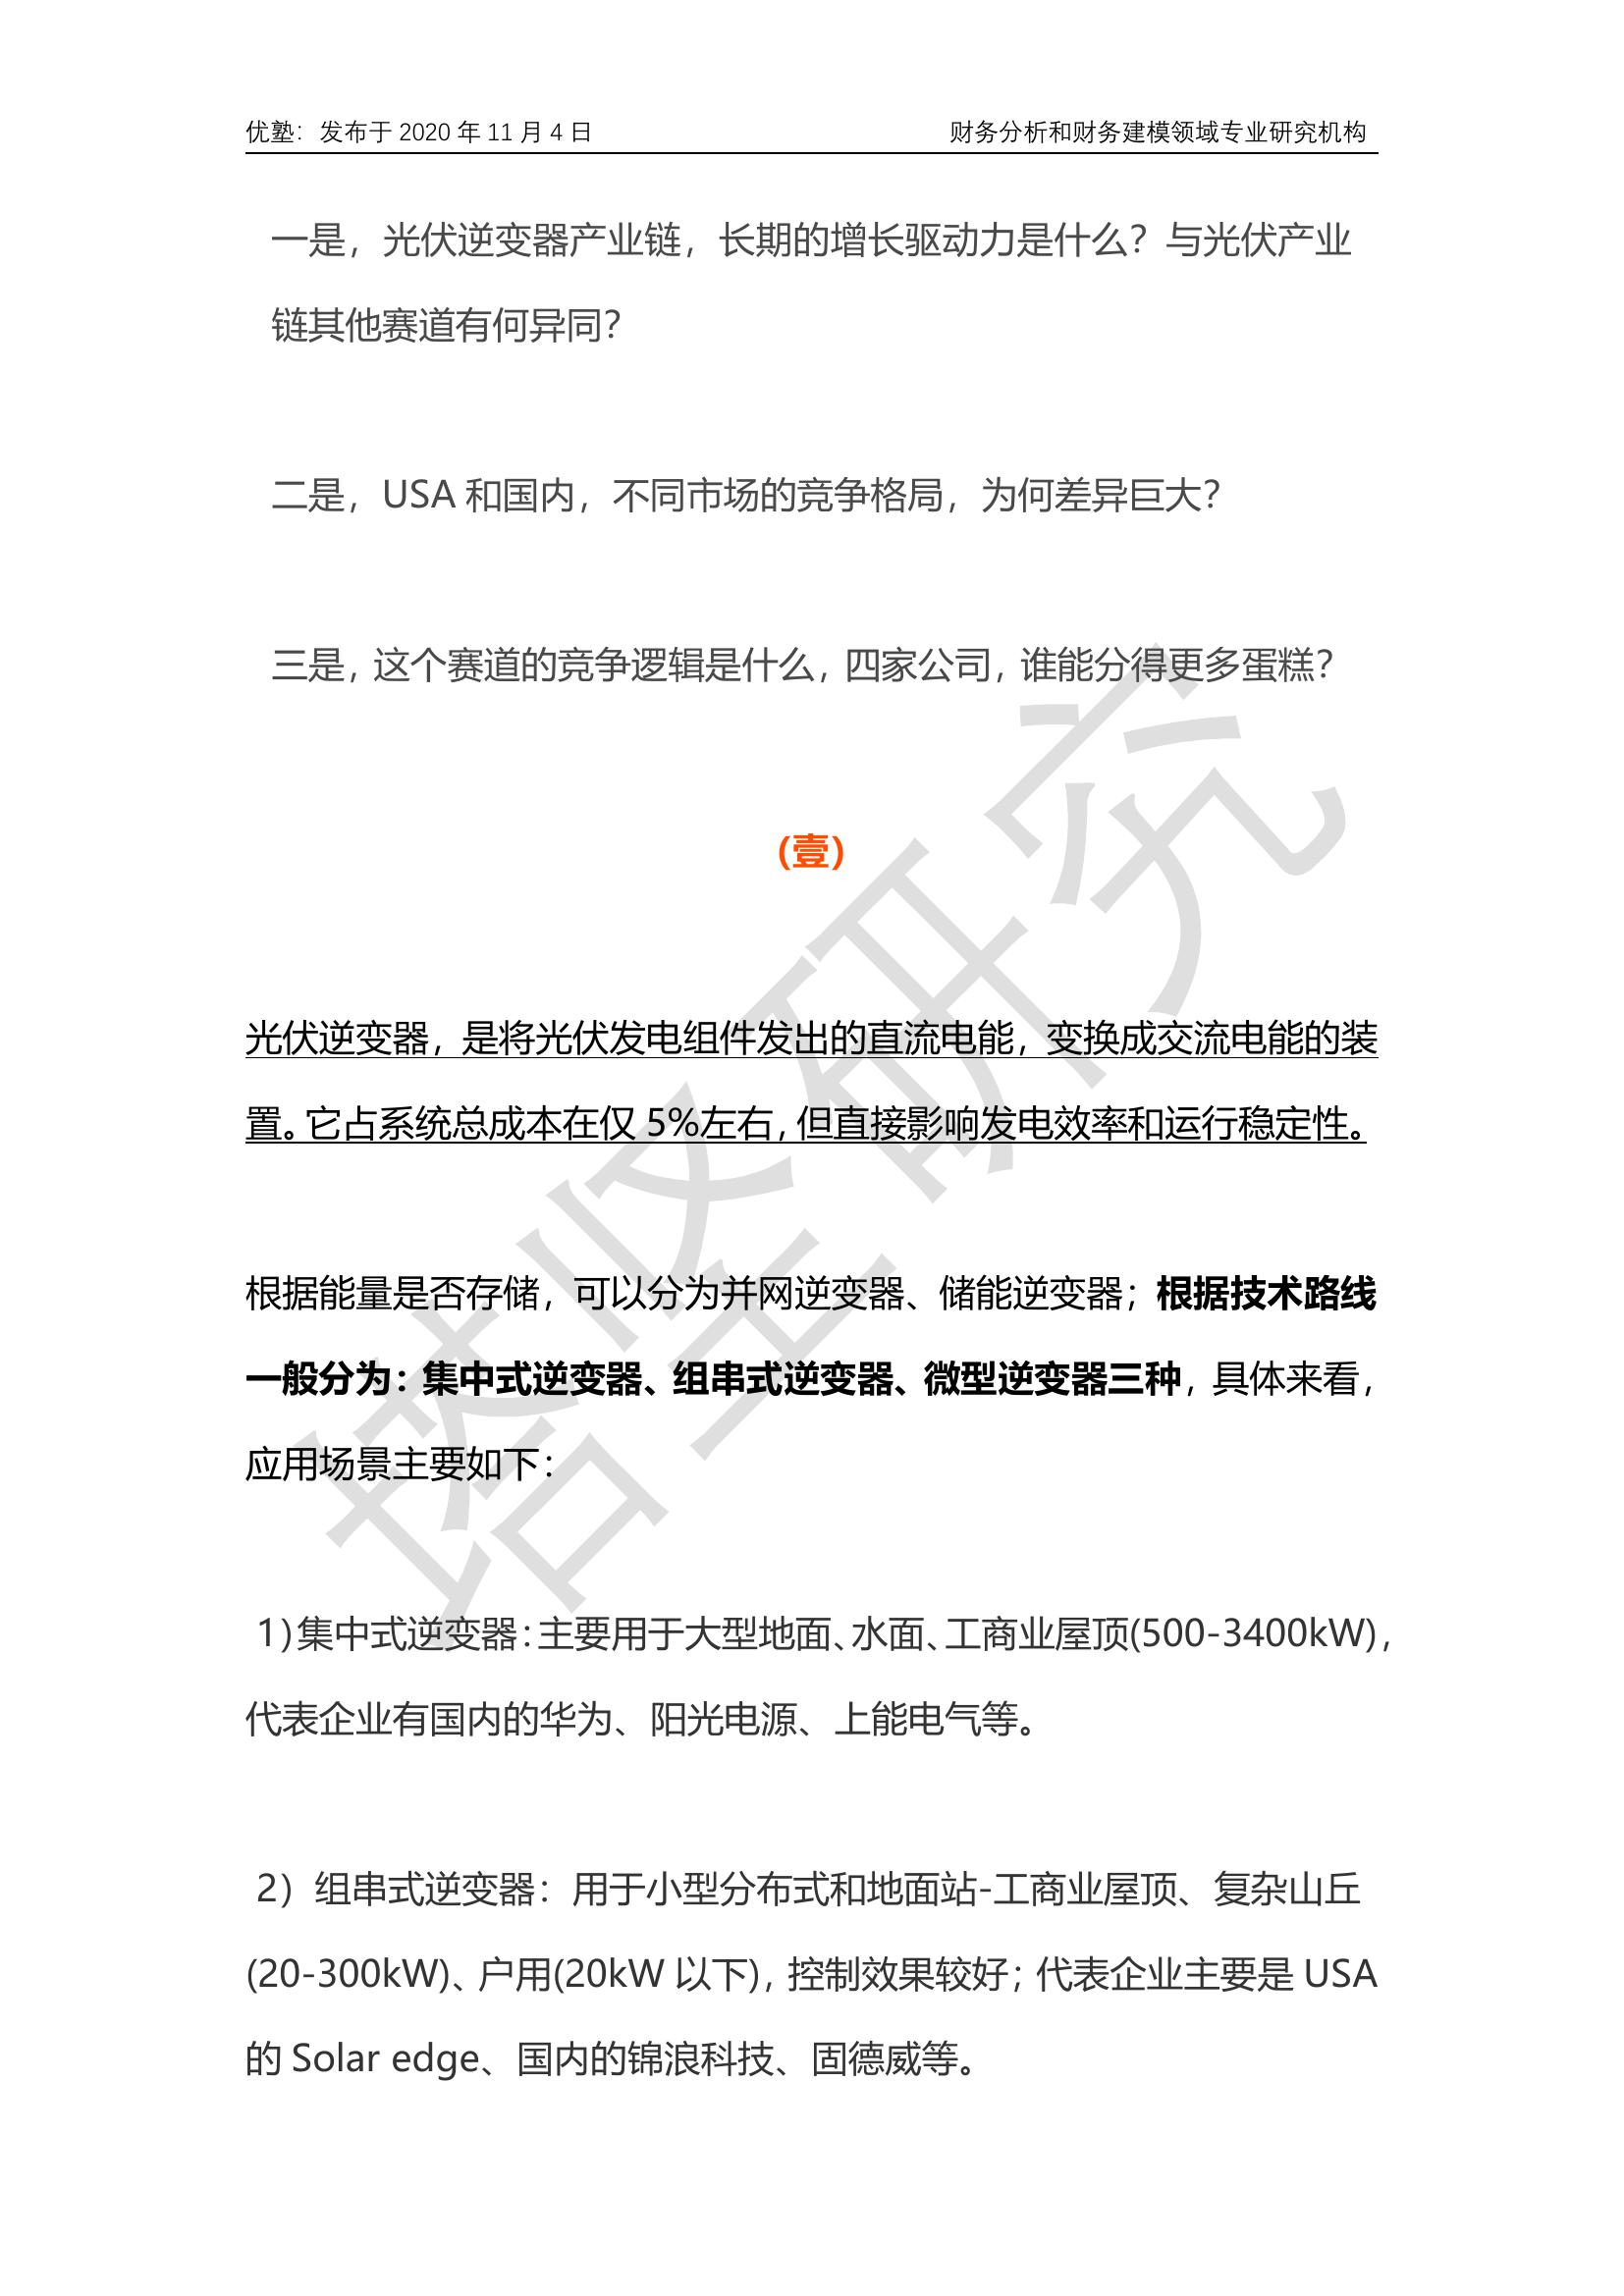 优塾：发布于 2020 年 11 月 4 日 财务分析和财务建模领域专业研究机构
一是，光伏逆变器产业链，长期的增长驱动力是什么？与光伏产业
链其他赛道有何异同？
二是，USA 和国内，不同市场的竞争格局，为何差异巨大？
三是，这个赛道的竞争逻辑是什么，四家公司，谁能分得更多蛋糕？
(壹)
光伏逆变器，是将光伏发电组件发出的直流电能，变换成交流电能的装
置。它占系统总成本在仅 5%左右，但直接影响发电效率和运行稳定性。
根据能量是否存储，可以分为并网逆变器、储能逆变器；根据技术路线
一般分为：集中式逆变器、组串式逆变器、微型逆变器三种，具体来看，
应用场景主要如下：
1）集中式逆变器：主要用于大型地面、水面、工商业屋顶(500-3400kW)，
代表企业有国内的华为、阳光电源、上能电气等。
2）组串式逆变器：用于小型分布式和地面站-工商业屋顶、复杂山丘
(20-300kW)、户用(20kW 以下)，控制效果较好；代表企业主要是 USA
的 Solar edge、国内的锦浪科技、固德威等。
塔坚研究